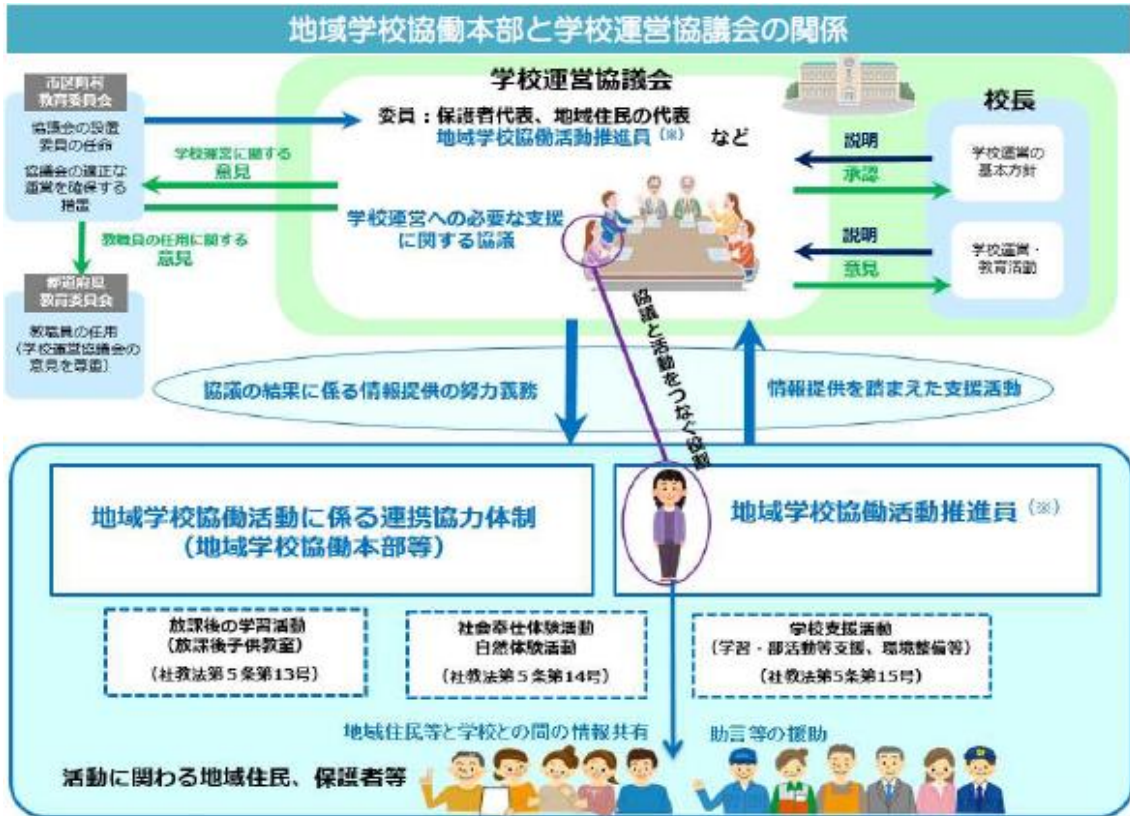 地域学校協働本部と学校運営協議会の関係
市区町村
教育委員会
協議会の設置
委員の任命
協議会の適正な
運営を確保する
措置
学校運営に関する
意見
教職員の任用に関する
意見
都道府県
教育委員会
教職員の任用
(学校運営協議会の
意見を尊重)
学校運営協議会
委員：保護者代表、地域住民の代表
地域学校協働活動推進員(※) など
学校運営への必要な支援
に関する協議
校長
説明
承認
学校運営の
基本方針
説明
意見
学校運営・
教育活動
協議と活動をつなぐ役割
協議の結果に係る情報提供の努力義務
情報提供を踏まえた支援活動
地域学校協働活動に係る連携協力体制
(地域学校協働本部等)
地域学校協働活動推進員(※)
放課後の学習活動
(放課後子供教室)
(社教法第5条第13号)
社会奉仕体験活動
自然体験活動
(社教法第5条第14号)
学校支援活動
(学習・部活動等支援、環境整備等)
(社教法第5条第15号)
地域住民等と学校との間の情報共有
助言等の援助
活動に関わる地域住民、保護者等